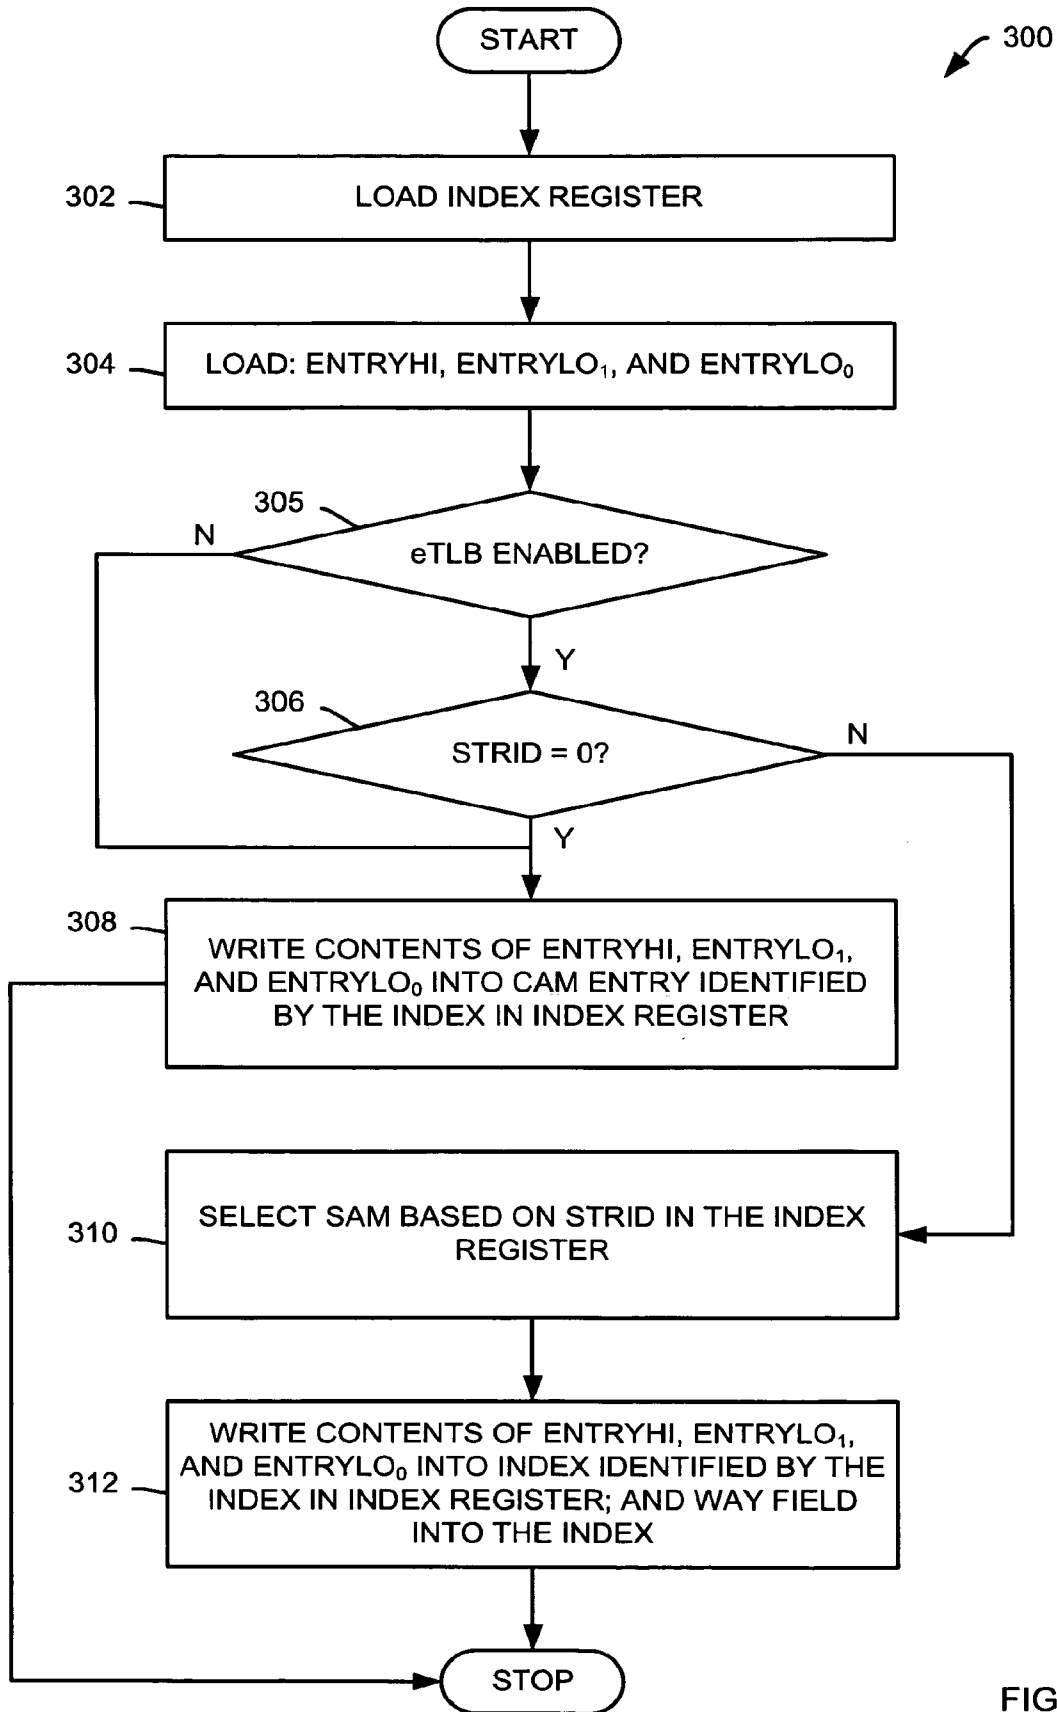 START
300
302
LOAD INDEX REGISTER
304
LOAD: ENTRYHI, ENTRYLO₁, AND ENTRYLO₀
305
N
eTLB ENABLED?
Y
306
N
STRID = 0?
Y
308
WRITE CONTENTS OF ENTRYHI, ENTRYLO₁,
AND ENTRYLO₀ INTO CAM ENTRY IDENTIFIED
BY THE INDEX IN INDEX REGISTER
310
SELECT SAM BASED ON STRID IN THE INDEX
REGISTER
312
WRITE CONTENTS OF ENTRYHI, ENTRYLO₁,
AND ENTRYLO₀ INTO INDEX IDENTIFIED BY THE
INDEX IN INDEX REGISTER; AND WAY FIELD
INTO THE INDEX
STOP
FIG